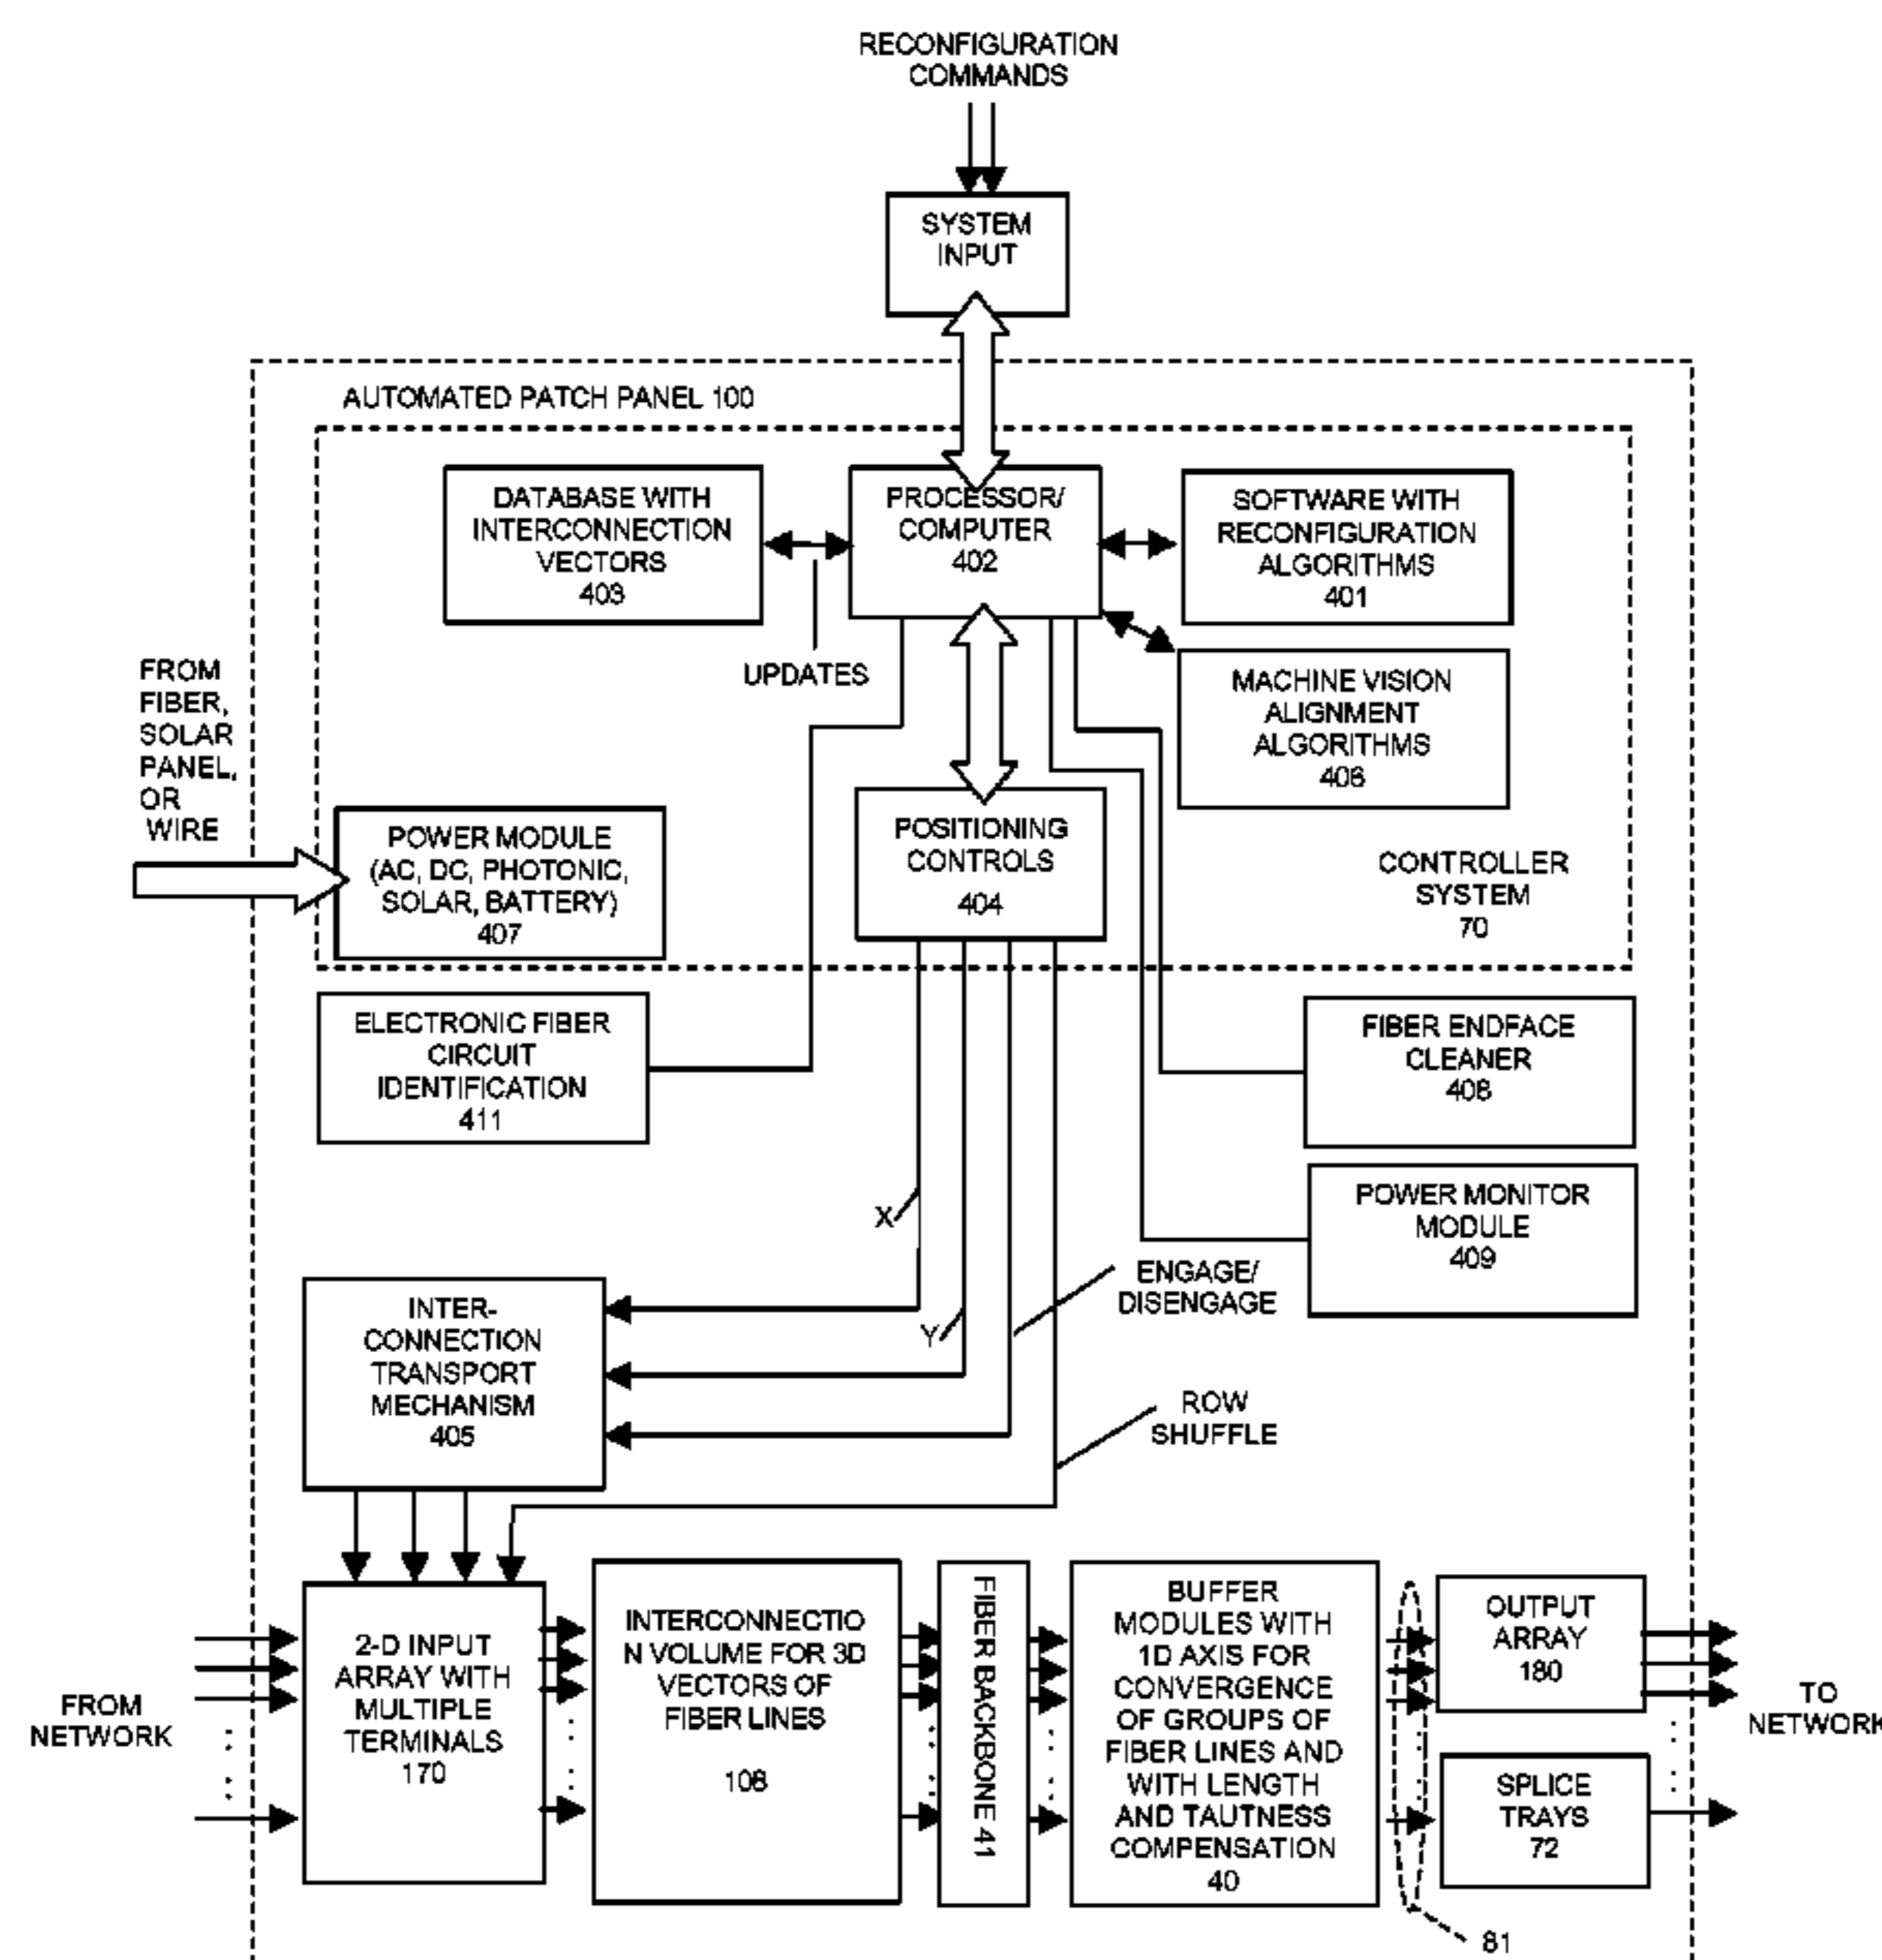 RECONFIGURATION
COMMANDS
SYSTEM
INPUT
AUTOMATED PATCH PANEL 100
DATABASE WITH
INTERCONNECTION
VECTORS
403
PROCESSOR/
COMPUTER
402
SOFTWARE WITH
RECONFIGURATION
ALGORITHMS
401
UPDATES
MACHINE VISION
ALIGNMENT
ALGORITHMS
406
FROM
FIBER,
SOLAR
PANEL,
OR
WIRE
POWER MODULE
(AC, DC, PHOTONIC,
SOLAR, BATTERY)
407
POSITIONING
CONTROLS
404
CONTROLLER
SYSTEM
70
ELECTRONIC FIBER
CIRCUIT
IDENTIFICATION
411
FIBER ENDFACE
CLEANER
408
POWER MONITOR
MODULE
409
X
Y
ENGAGE/
DISENGAGE
INTER-
CONNECTION
TRANSPORT
MECHANISM
405
ROW
SHUFFLE
FROM
NETWORK
2-D INPUT
ARRAY WITH
MULTIPLE
TERMINALS
170
INTERCONNECTIO
N VOLUME FOR 3D
VECTORS OF
FIBER LINES
108
FIBER BACKBONE 41
BUFFER
MODULES WITH
1D AXIS FOR
CONVERGENCE
OF GROUPS OF
FIBER LINES AND
WITH LENGTH
AND TAUTNESS
COMPENSATION
40
OUTPUT
ARRAY
180
SPLICE
TRAYS
72
TO
NETWORK
81